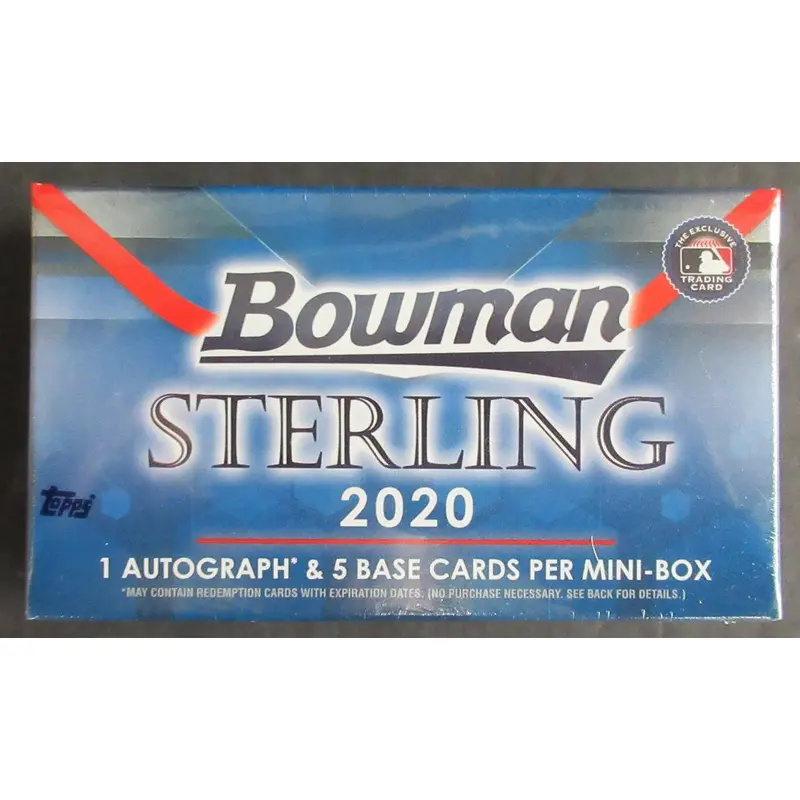 THE EXCLUSIVE
TRADING
CARD
Bowman
STERLING
topps®
2020
1 AUTOGRAPH* & 5 BASE CARDS PER MINI-BOX
*MAY CONTAIN REDEMPTION CARDS WITH EXPIRATION DATES. (NO PURCHASE NECESSARY. SEE BACK FOR DETAILS.)